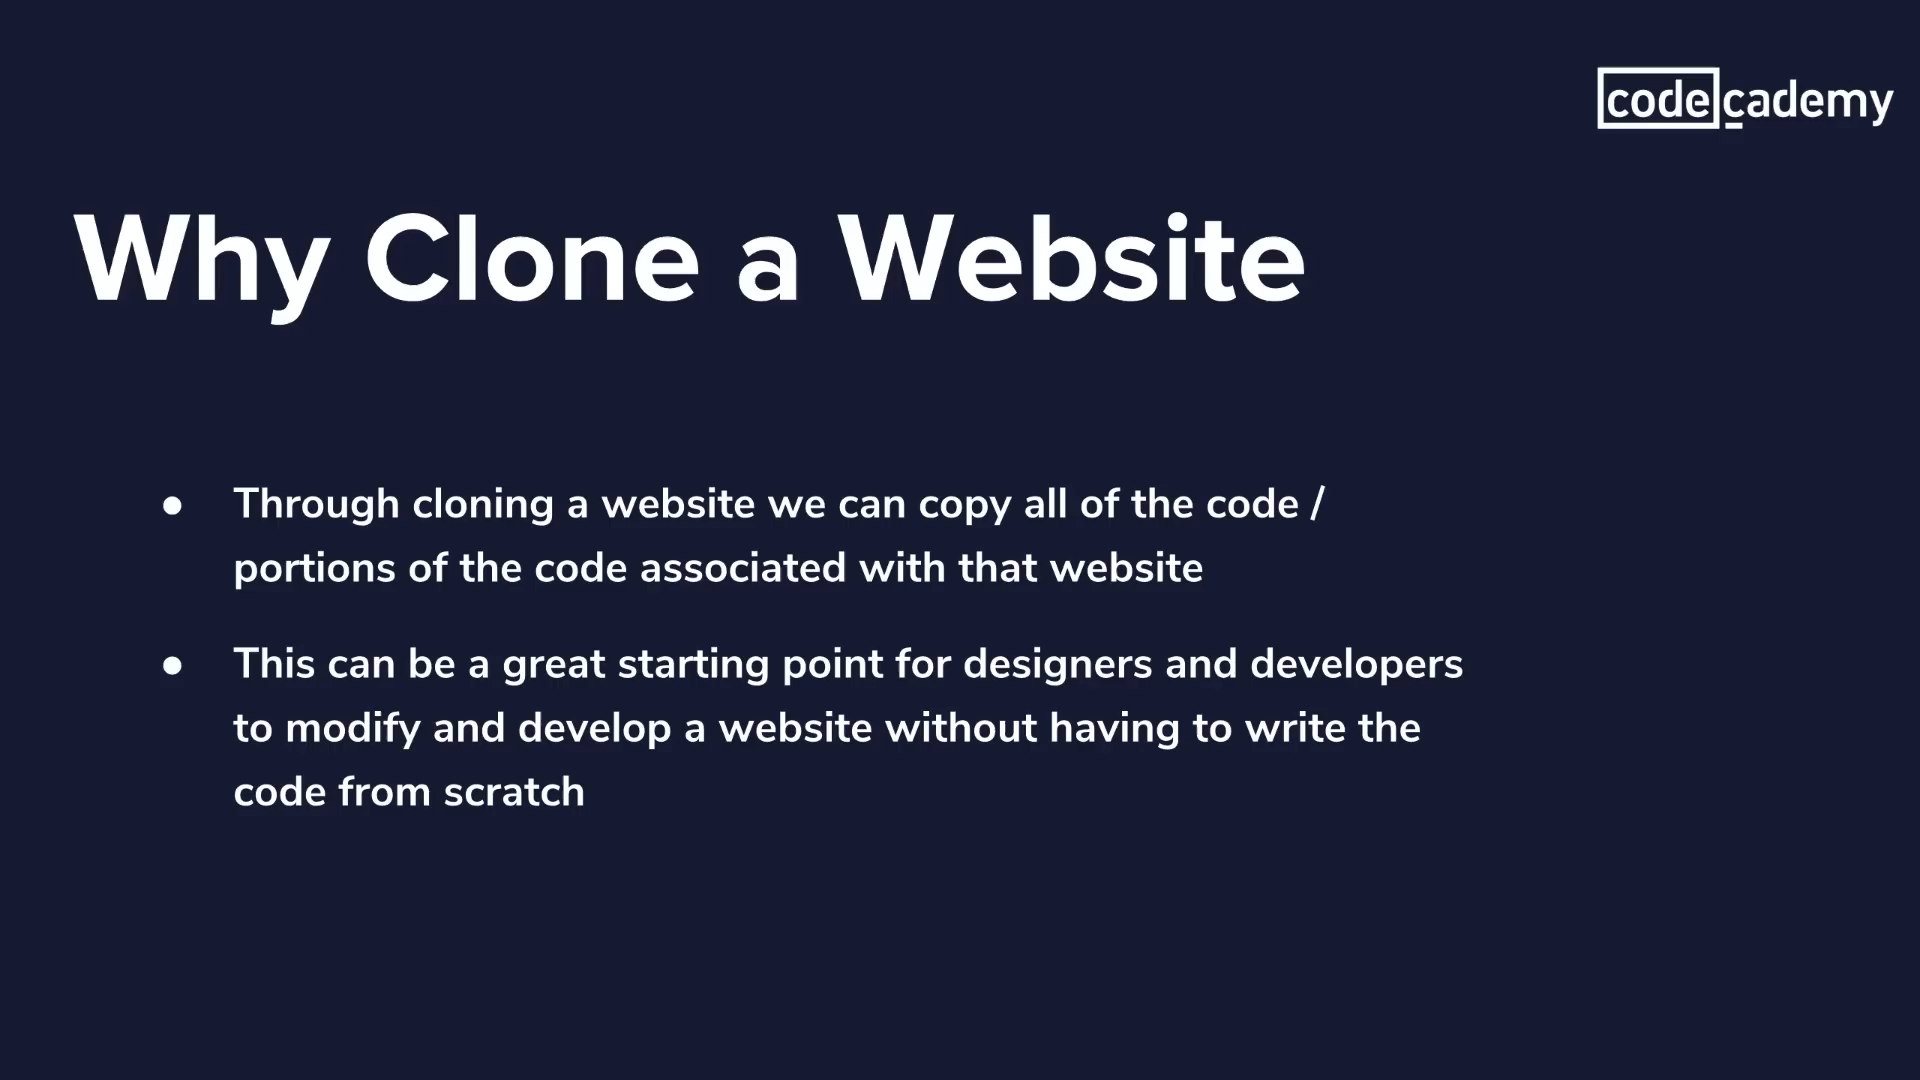 codecademy
Why Clone a Website
● Through cloning a website we can copy all of the code /
portions of the code associated with that website
● This can be a great starting point for designers and developers
to modify and develop a website without having to write the
code from scratch